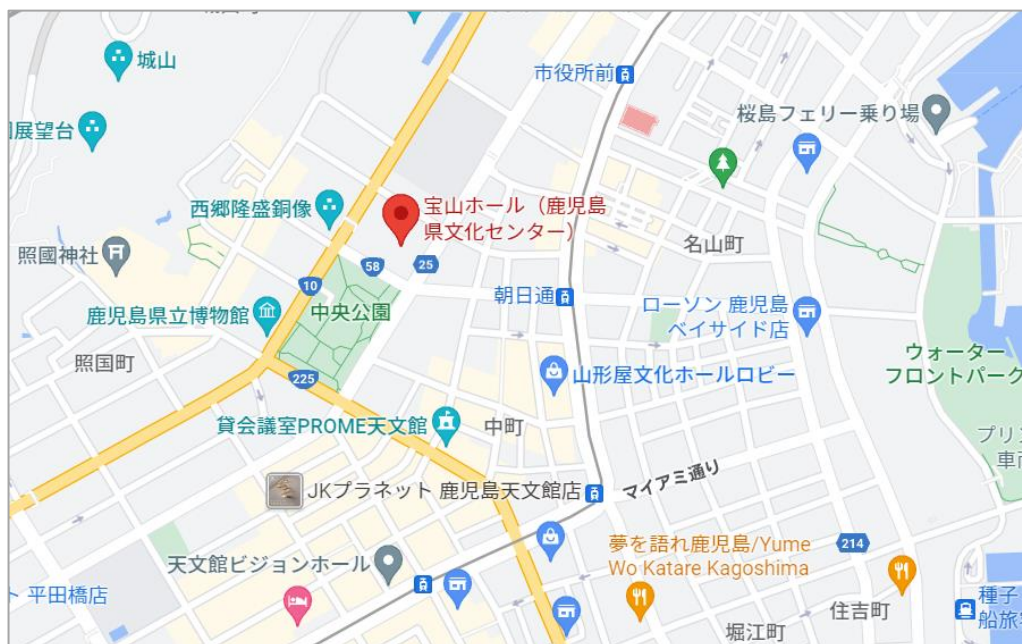 城山
市役所前
展望台
桜島フェリー乗り場
西郷隆盛銅像
宝山ホール（鹿児島
県文化センター）
照國神社
名山町
58
25
10
中央公園
朝日通
鹿児島県立博物館
ローソン 鹿児島
ベイサイド店
照国町
ウォーター
フロントパーク
225
山形屋文化ホールロビー
貸会議室PROME天文館
中町
プリ
車
JKプラネット 鹿児島天文館店
マイアミ通り
夢を語れ鹿児島/Yume
Wo Katare Kagoshima
214
天文館ビジョンホール
ト 平田橋店
種子
船旅
住吉町
堀江町